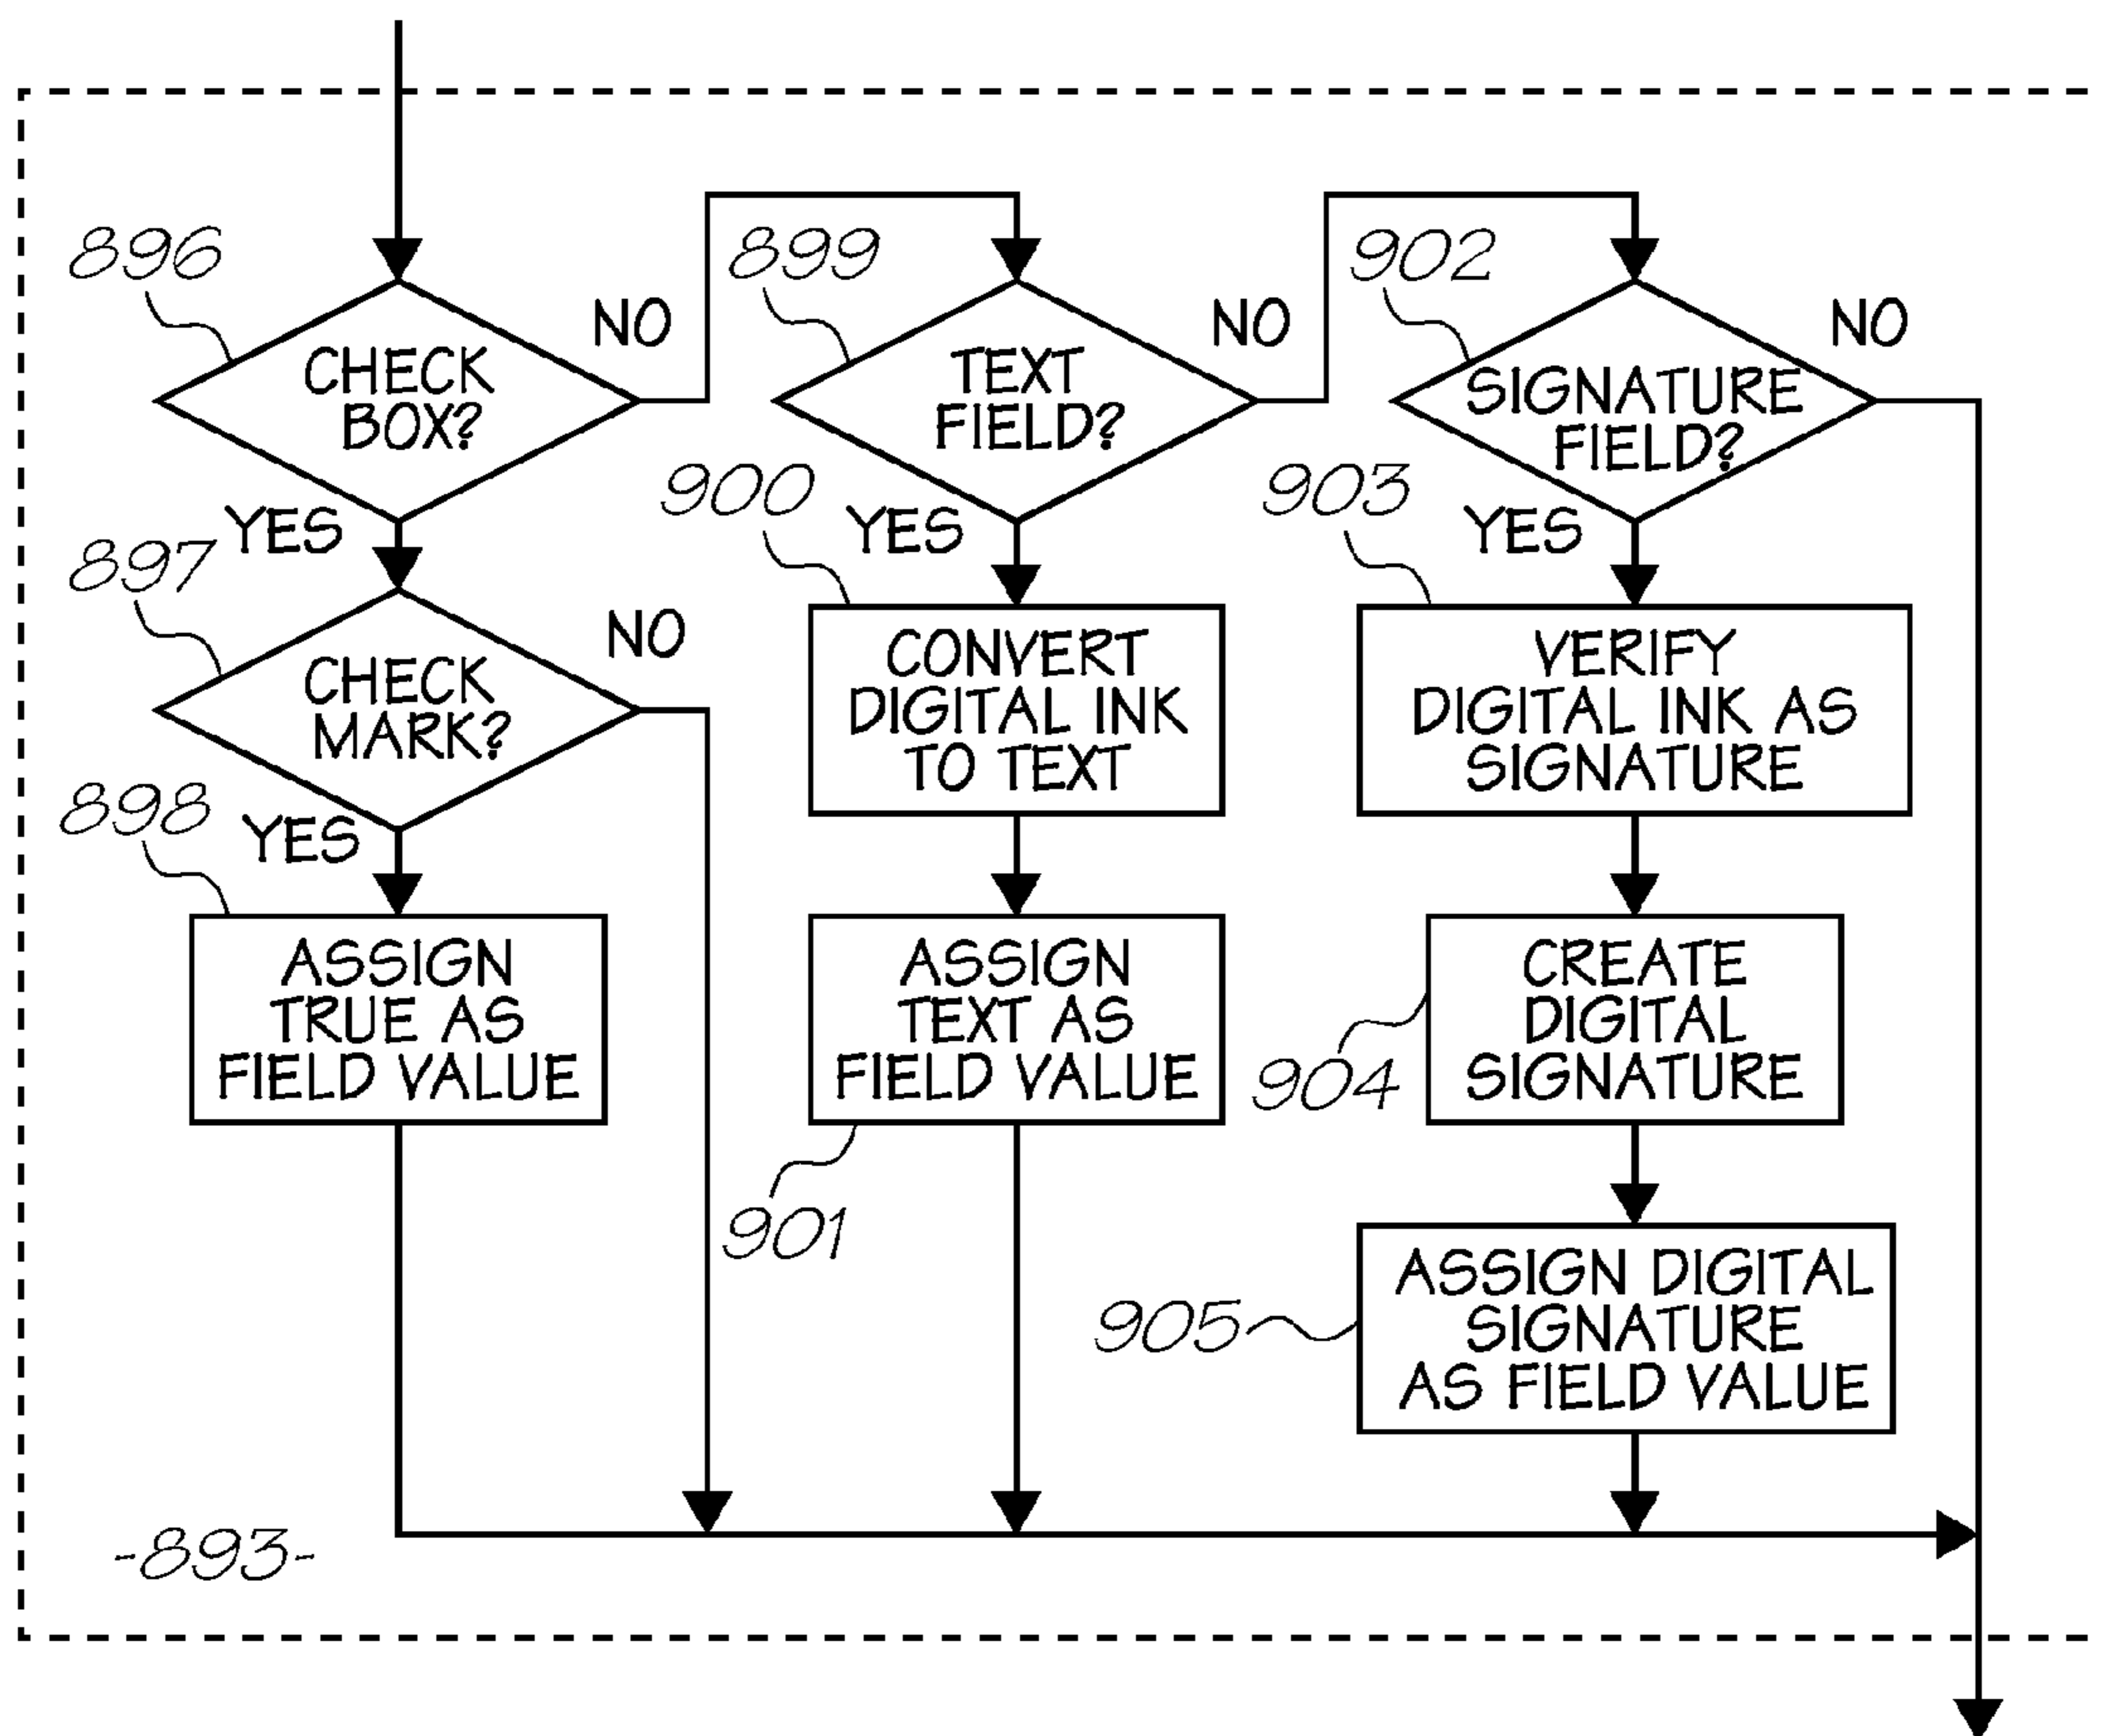 896
CHECK
BOX?
NO
YES
897
CHECK
MARK?
NO
YES
898
ASSIGN
TRUE AS
FIELD VALUE
899
TEXT
FIELD?
NO
YES
900
CONVERT
DIGITAL INK
TO TEXT
ASSIGN
TEXT AS
FIELD VALUE
901
902
SIGNATURE
FIELD?
NO
YES
903
VERIFY
DIGITAL INK AS
SIGNATURE
CREATE
DIGITAL
SIGNATURE
904
ASSIGN DIGITAL
SIGNATURE
AS FIELD VALUE
905
-893-